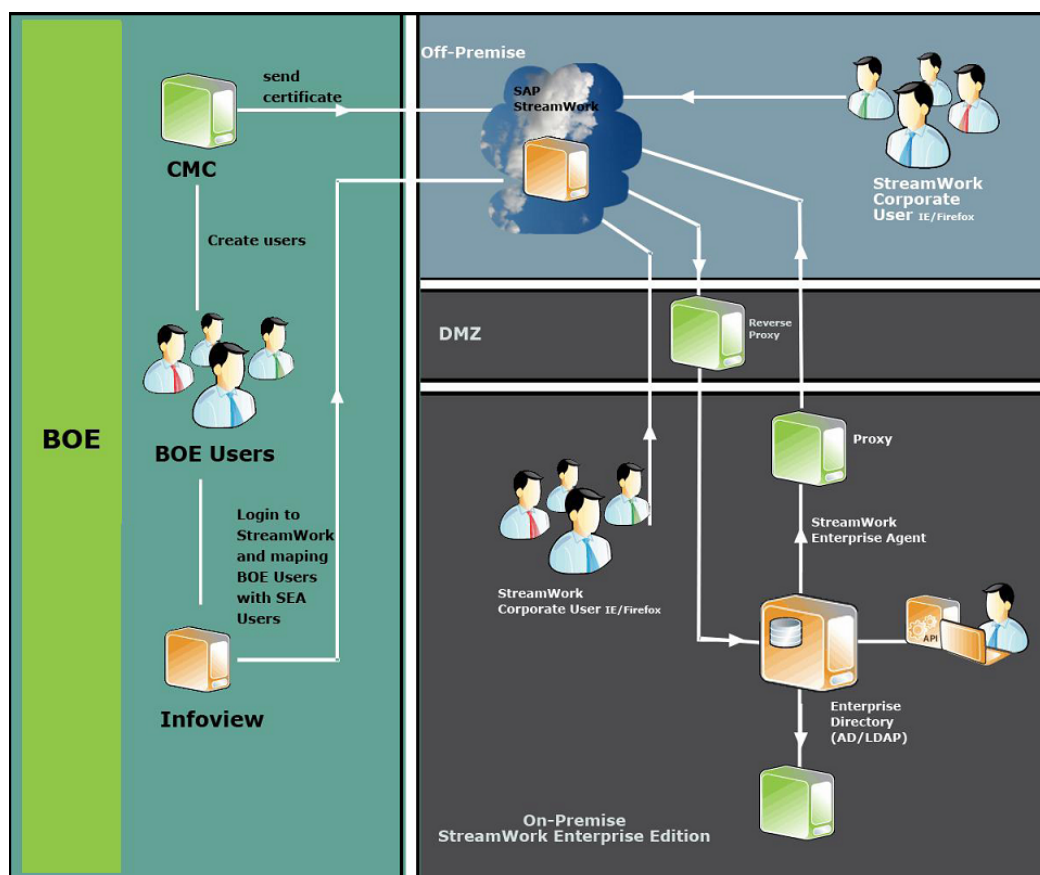 BOE
send
certificate
CMC
Create users
BOE Users
Login to
StreamWork
and maping
BOE Users
with SEA
Users
Infoview
Off-Premise
SAP
StreamWork
StreamWork
Corporate
User IE/Firefox
DMZ
Reverse
Proxy
Proxy
StreamWork
Enterprise Agent
StreamWork
Corporate User IE/Firefox
API
Enterprise
Directory
(AD/LDAP)
On-Premise
StreamWork Enterprise Edition